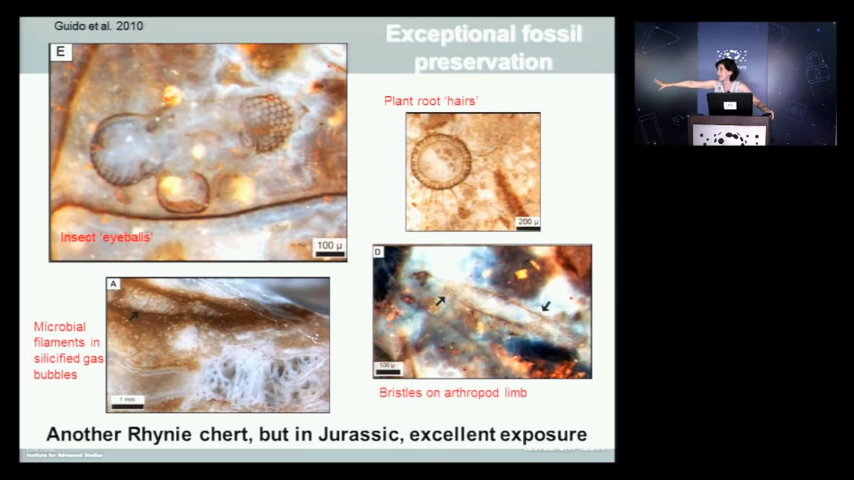 Guido et al. 2010
Exceptional fossil
preservation
E
Insect 'eyeballs'
100 µ
Plant root 'hairs'
200 µ
A
Microbial
filaments in
silicified gas
bubbles
1 mm
D
100 µ
Bristles on arthropod limb
Another Rhynie chert, but in Jurassic, excellent exposure
Institute for Advanced Studies